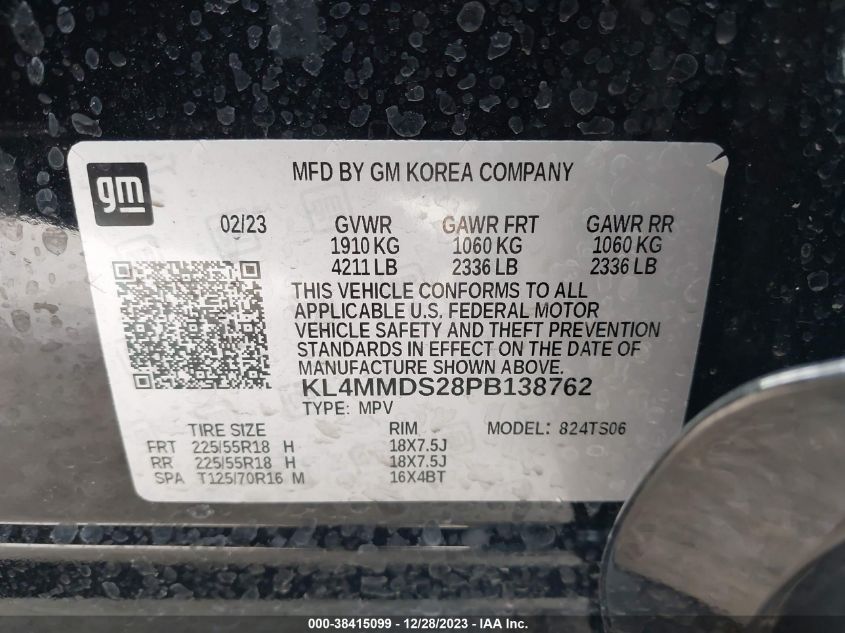 gm
MFD BY GM KOREA COMPANY
02/23 GVWR GAWR FRT GAWR RR
1910 KG 1060 KG 1060 KG
4211 LB 2336 LB 2336 LB
THIS VEHICLE CONFORMS TO ALL
APPLICABLE U.S. FEDERAL MOTOR
VEHICLE SAFETY AND THEFT PREVENTION
STANDARDS IN EFFECT ON THE DATE OF
MANUFACTURE SHOWN ABOVE.
KL4MMDS28PB138762
TYPE: MPV
TIRE SIZE RIM MODEL: 824TS06
FRT 225/55R18 H 18X7.5J
RR 225/55R18 H 18X7.5J
SPA T125/70R16 M 16X4BT
000-38415099 - 12/28/2023 - IAA Inc.